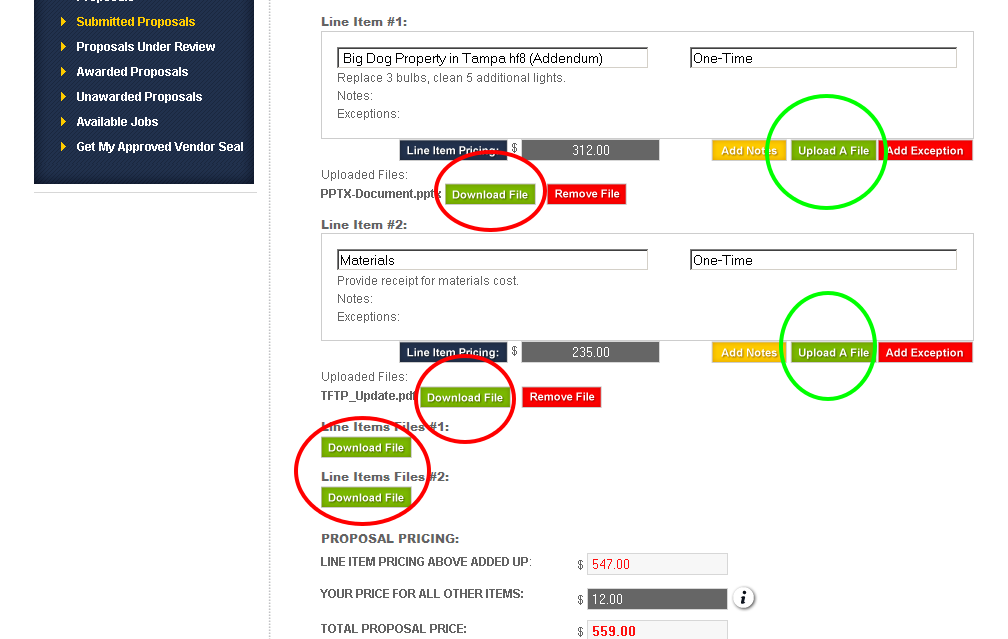 Submitted Proposals
Proposals Under Review
Awarded Proposals
Unawarded Proposals
Available Jobs
Get My Approved Vendor Seal
Line Item #1:
Big Dog Property in Tampa hf8 (Addendum) One-Time
Replace 3 bulbs, clean 5 additional lights.
Notes:
Exceptions:
Line Item Pricing: $ 312.00 Add Notes Upload A File Add Exception
Uploaded Files:
PPTX-Document.pptx Download File Remove File
Line Item #2:
Materials One-Time
Provide receipt for materials cost.
Notes:
Exceptions:
Line Item Pricing: $ 235.00 Add Notes Upload A File Add Exception
Uploaded Files:
TFTP_Update.pdf Download File Remove File
Line Items Files #1:
Download File
Line Items Files #2:
Download File
PROPOSAL PRICING:
LINE ITEM PRICING ABOVE ADDED UP: $ 547.00
YOUR PRICE FOR ALL OTHER ITEMS: $ 12.00 i
TOTAL PROPOSAL PRICE: $ 559.00